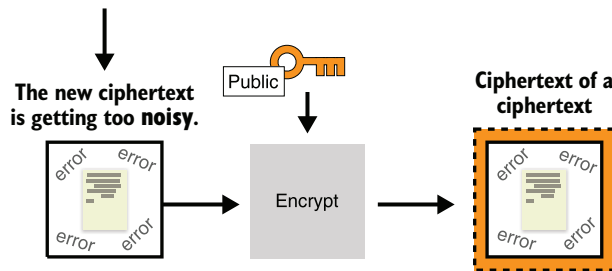 The new ciphertext
is getting too noisy.
Public
Ciphertext of a
ciphertext
error
error
error
error
Encrypt
error
error
error
error